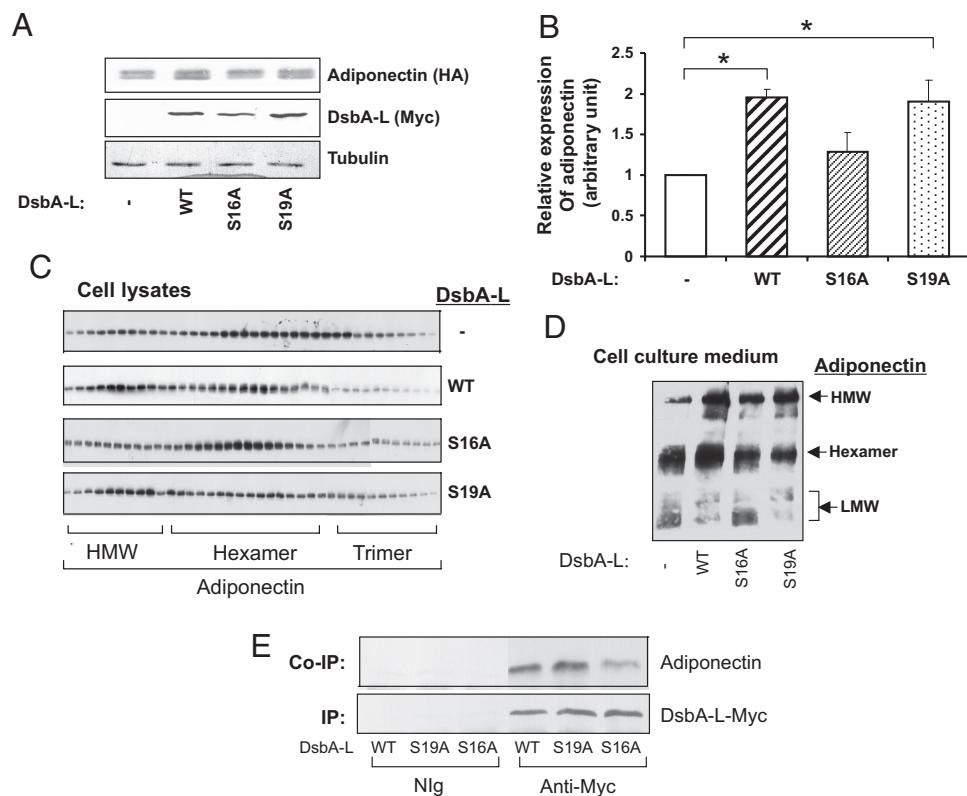 A
Adiponectin (HA)
DsbA-L (Myc)
Tubulin
DsbA-L: - WT S16A S19A
B
Relative expression
Of adiponectin
(arbitrary unit)
2.5
2
1.5
1
0.5
0
* *
DsbA-L: - WT S16A S19A
C
Cell lysates DsbA-L
-
WT
S16A
S19A
HMW Hexamer Trimer
Adiponectin
D
Cell culture medium Adiponectin
HMW
Hexamer
LMW
DsbA-L: - WT S16A S19A
E
Co-IP: Adiponectin
IP: DsbA-L-Myc
DsbA-L WT S19A S16A WT S19A S16A
NIg Anti-Myc